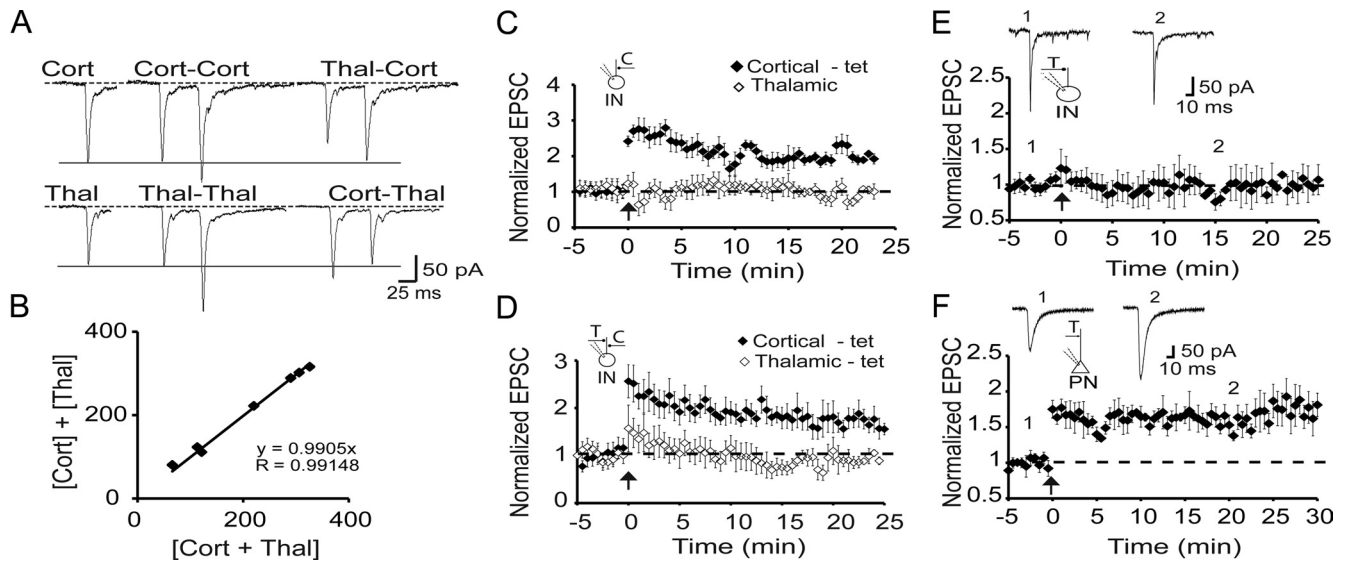 A
Cort Cort-Cort Thal-Cort
Thal Thal-Thal Cort-Thal
50 pA
25 ms
B
400
200
0
[Cort] + [Thal]
y = 0.9905x
R = 0.99148
0 200 400
[Cort + Thal]
C
C
IN
Cortical - tet
Thalamic
4
3
2
1
0
Normalized EPSC
-5 0 5 10 15 20 25
Time (min)
D
T C
IN
Cortical - tet
Thalamic - tet
3
2
1
0
Normalized EPSC
-5 0 5 10 15 20 25
Time (min)
E
1 2
50 pA
10 ms
T
IN
2.5
2
1.5
1
0.5
Normalized EPSC
1 2
-5 0 5 10 15 20 25
Time (min)
F
1 2
50 pA
10 ms
T
PN
2.5
2
1.5
1
0.5
Normalized EPSC
1 2
-5 0 5 10 15 20 25 30
Time (min)